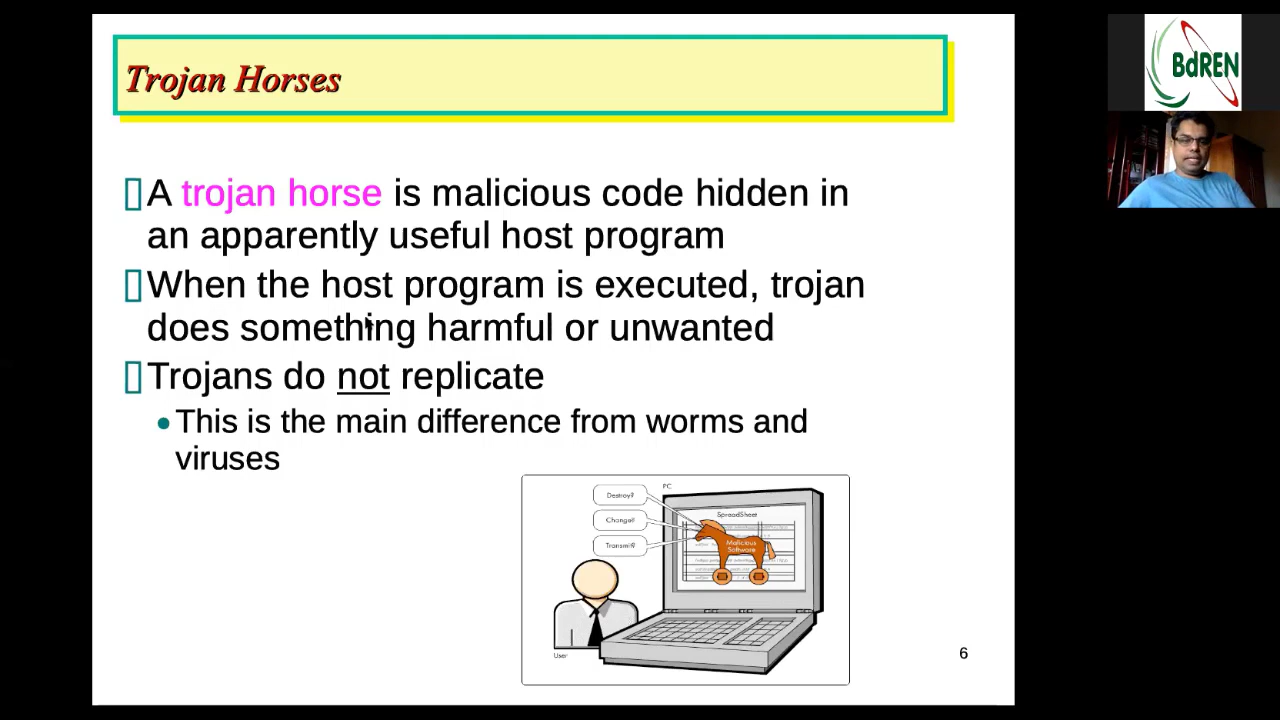 Trojan Horses
BdREN
A trojan horse is malicious code hidden in
an apparently useful host program
When the host program is executed, trojan
does something harmful or unwanted
Trojans do not replicate
• This is the main difference from worms and
viruses
PC
Destroy?
Change?
Transmit?
SpreadSheet
Malicious
Software
User
6